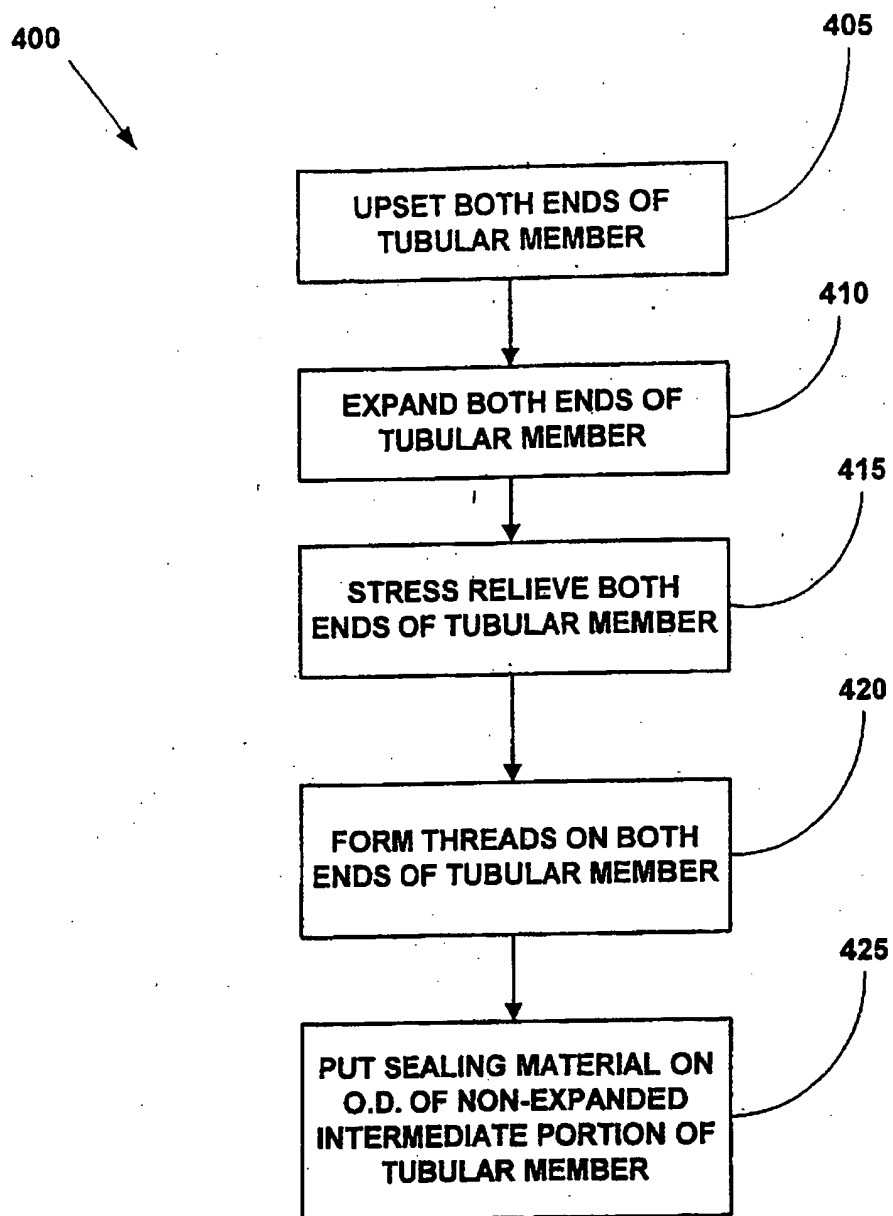 400
405
UPSET BOTH ENDS OF
TUBULAR MEMBER
410
EXPAND BOTH ENDS OF
TUBULAR MEMBER
415
STRESS RELIEVE BOTH
ENDS OF TUBULAR MEMBER
420
FORM THREADS ON BOTH
ENDS OF TUBULAR MEMBER
425
PUT SEALING MATERIAL ON
O.D. OF NON-EXPANDED
INTERMEDIATE PORTION OF
TUBULAR MEMBER